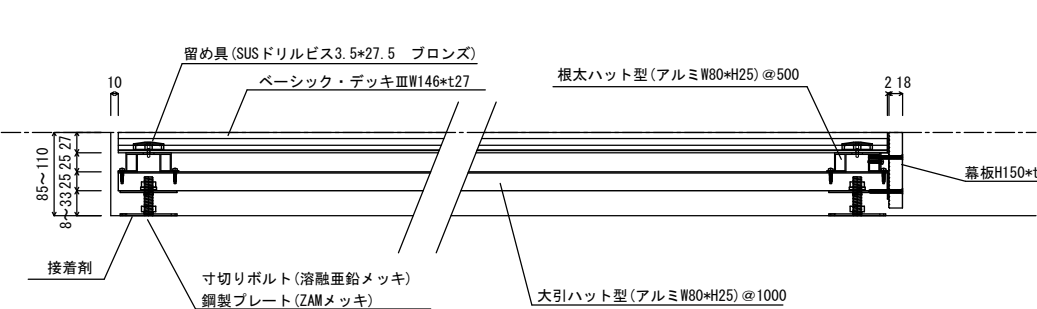 留め具(SUSドリルビス3.5*27.5 ブロンズ)
ベーシック・デッキⅢW146*t27
根太ハット型(アルミW80*H25)@500
10
2 18
85~110
27
25
25
8~33
幕板H150*t
接着剤
寸切りボルト(溶融亜鉛メッキ)
鋼製プレート(ZAMメッキ)
大引ハット型(アルミW80*H25)@1000